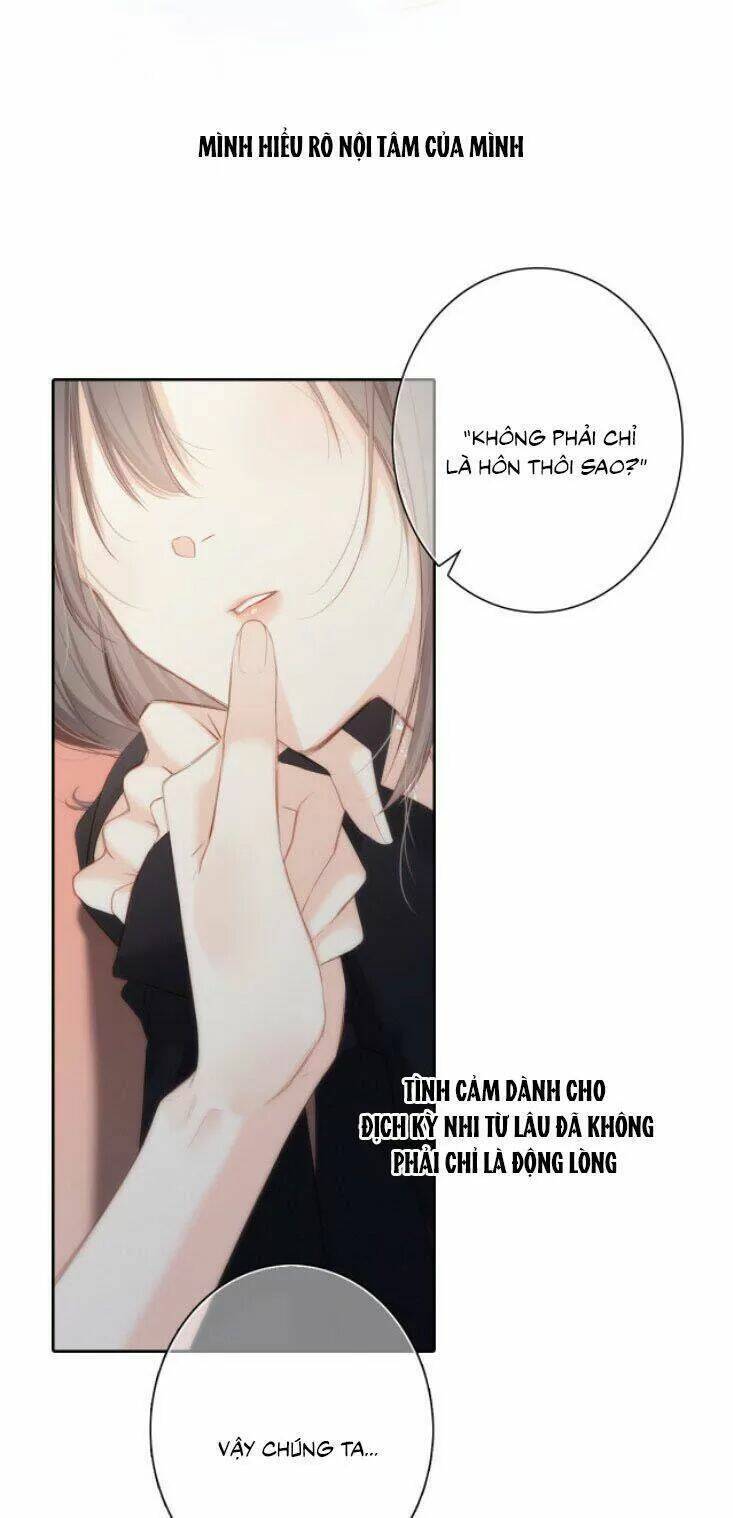 MÌNH HIỂU RÕ NỘI TÂM CỦA MÌNH
"KHÔNG PHẢI CHỈ
LÀ HÔN THÔI SAO?"
TÌNH CẢM DÀNH CHO
ĐỊCH KỲ NHI TỪ LÂU ĐÃ KHÔNG
PHẢI CHỈ LÀ ĐỘNG LÒNG
VẬY CHÚNG TA...